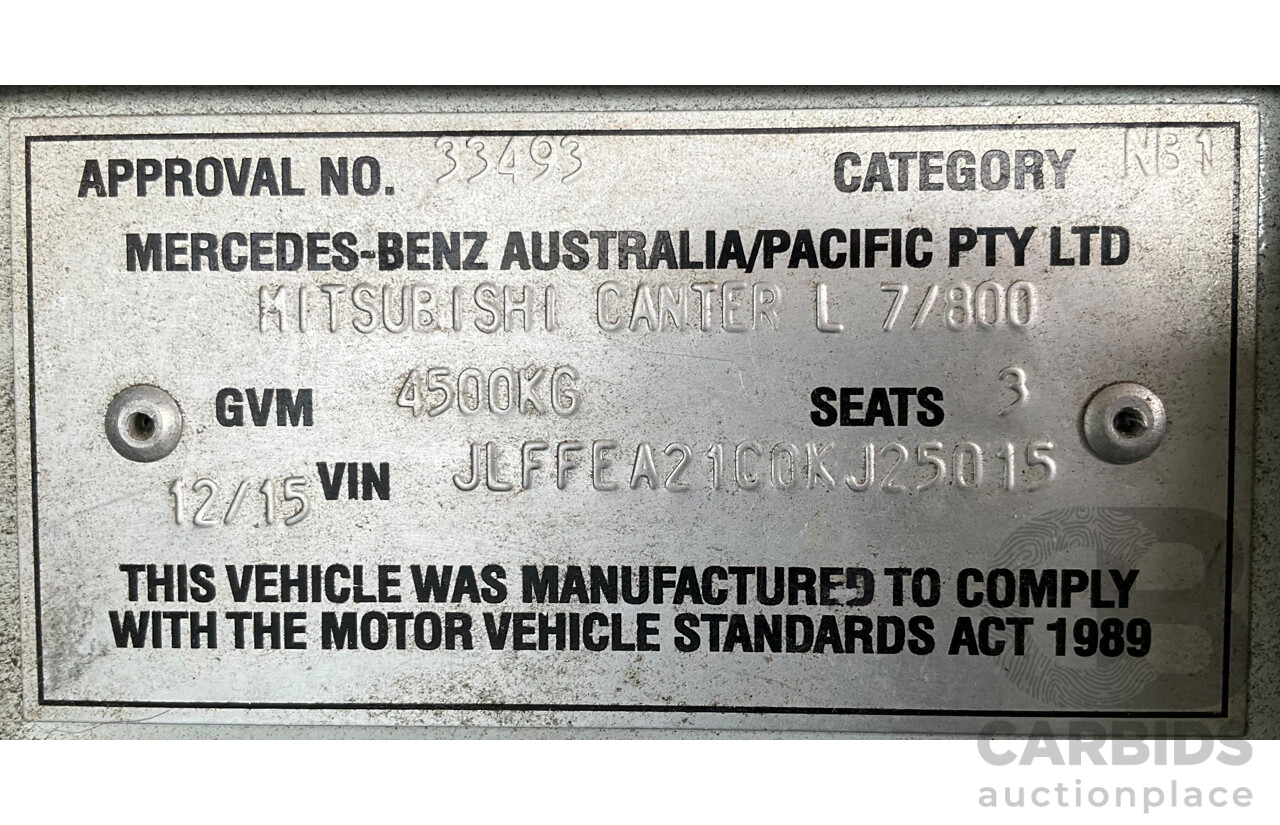 APPROVAL NO. 33493 CATEGORY NB1
MERCEDES-BENZ AUSTRALIA/PACIFIC PTY LTD
MITSUBISHI CANTER L 7/800
GVM 4500KG SEATS 3
12/15 VIN JLFFEA21C0KJ25015
THIS VEHICLE WAS MANUFACTURED TO COMPLY
WITH THE MOTOR VEHICLE STANDARDS ACT 1989
CARBIDS
auctionplace